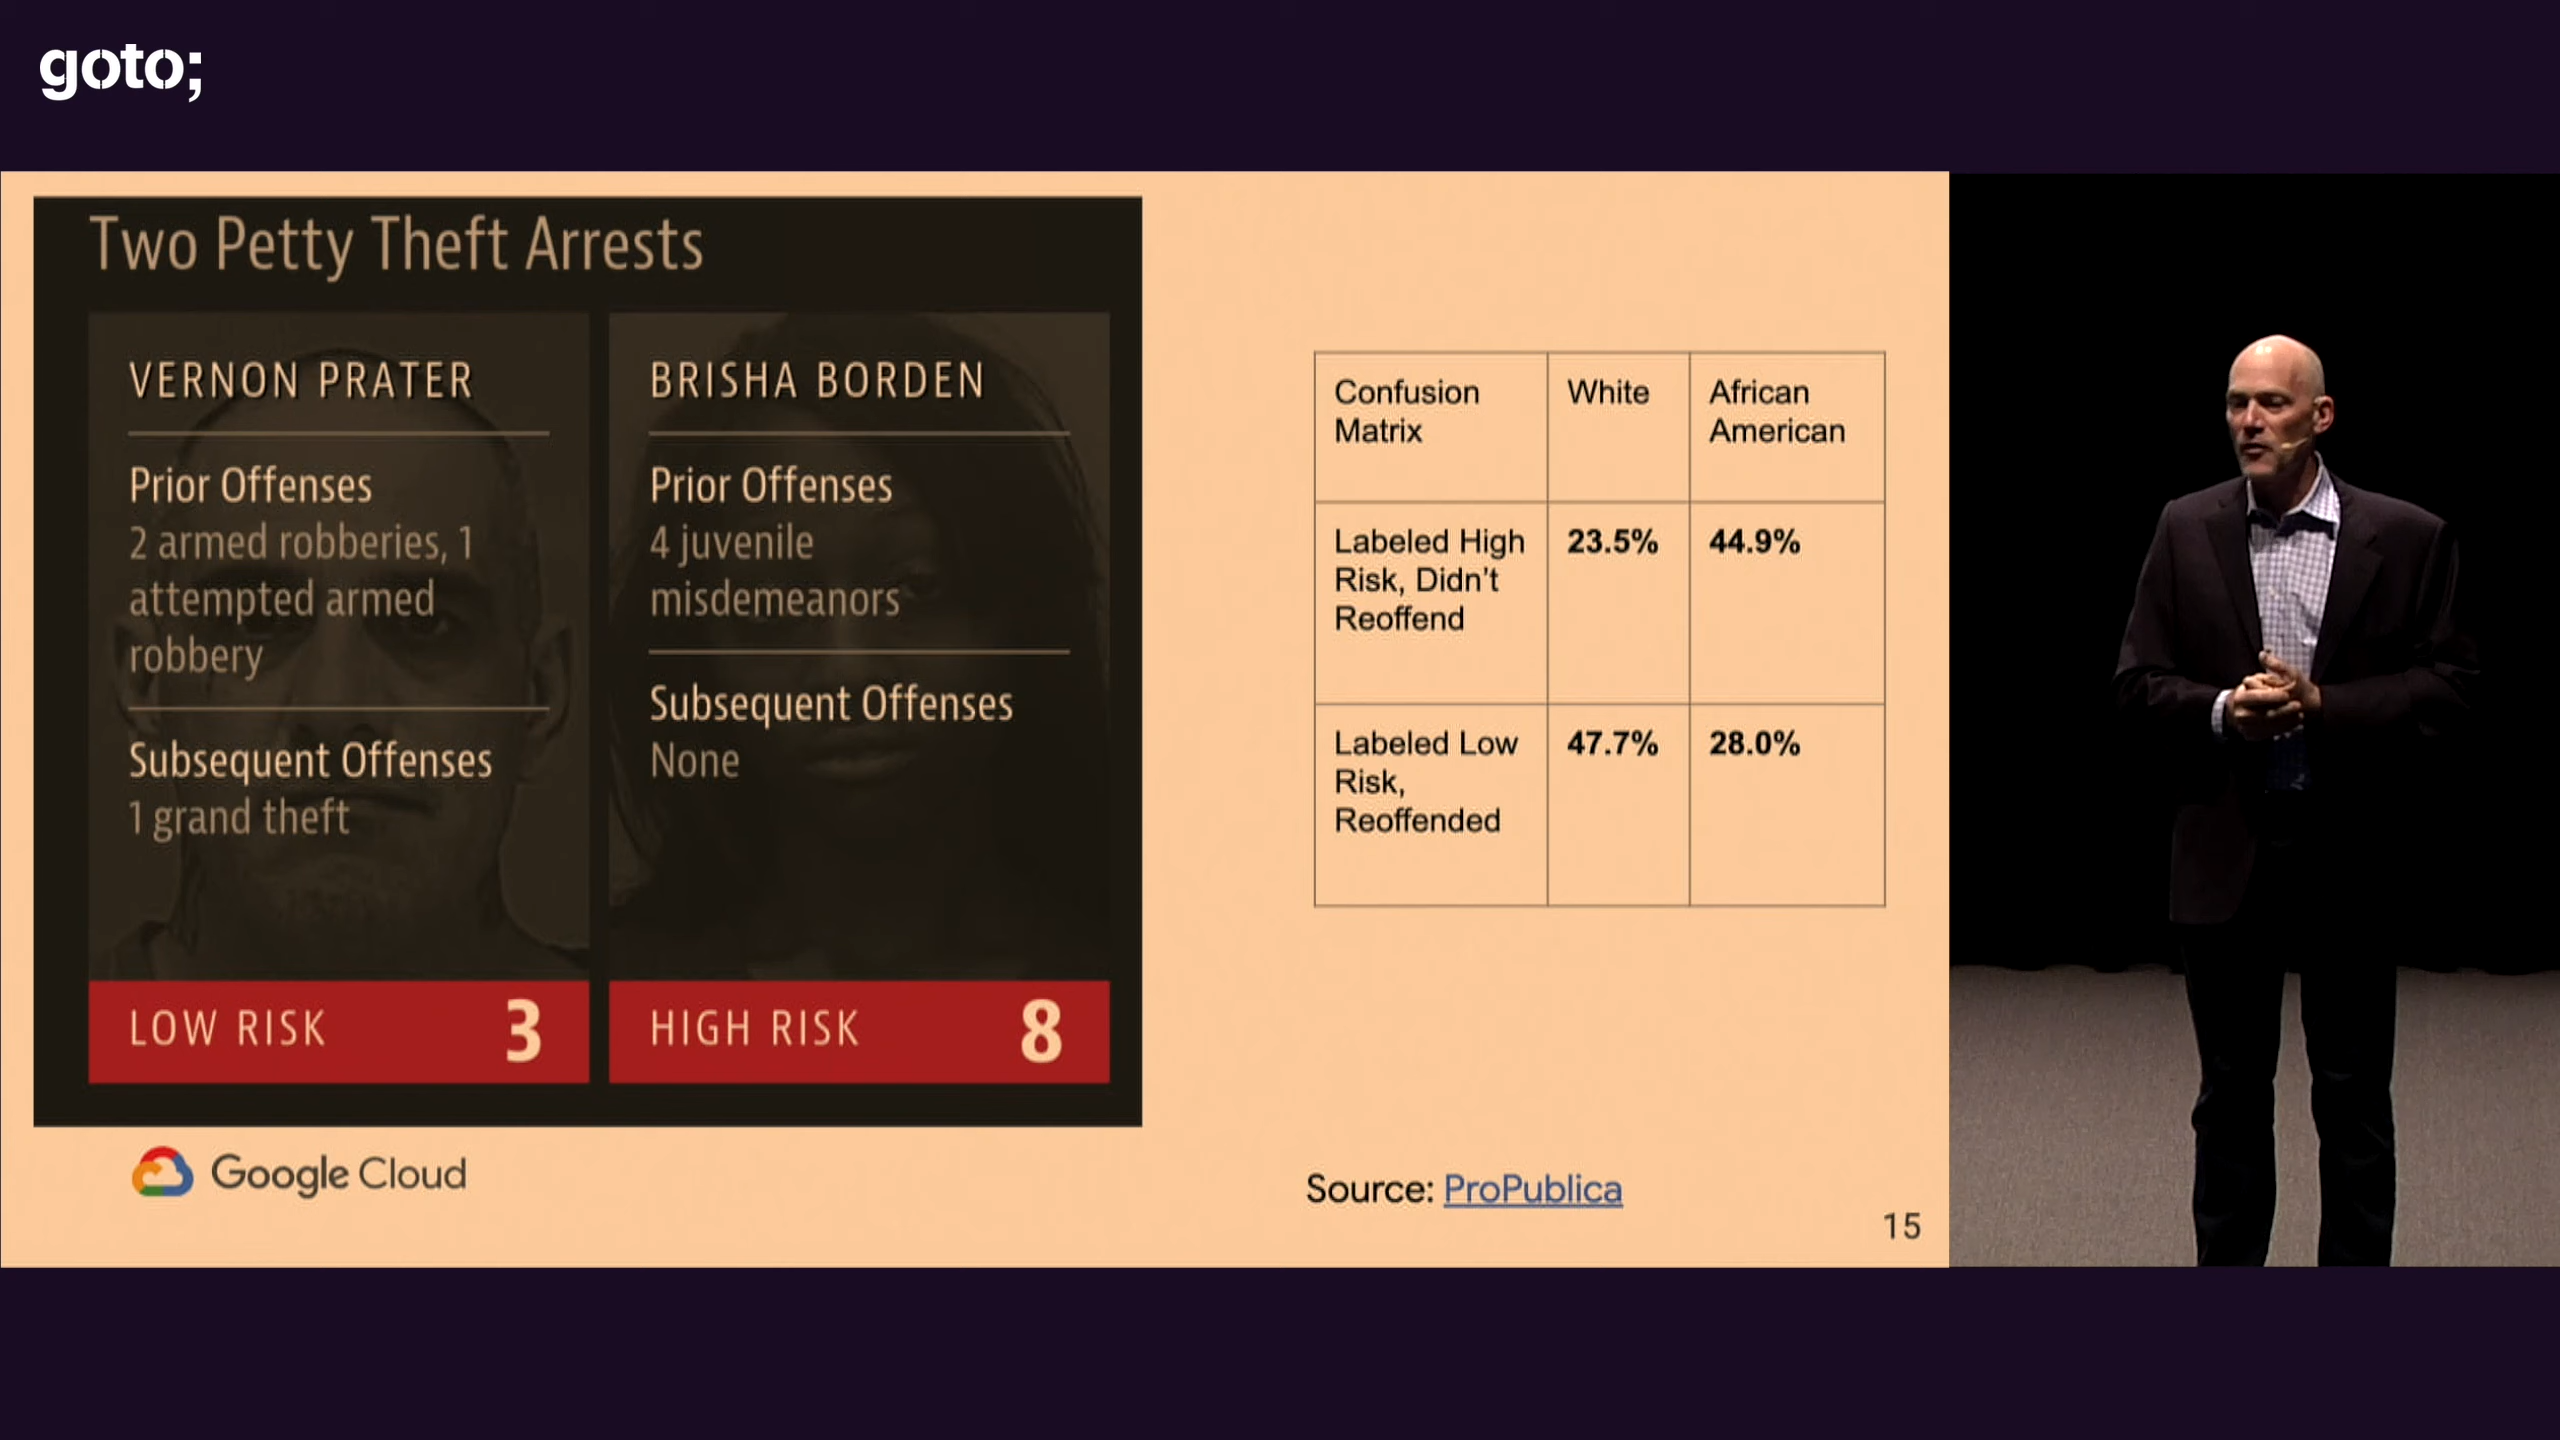 goto;
Two Petty Theft Arrests
VERNON PRATER
Prior Offenses
2 armed robberies, 1
attempted armed
robbery
Subsequent Offenses
1 grand theft
LOW RISK 3
BRISHA BORDEN
Prior Offenses
4 juvenile
misdemeanors
Subsequent Offenses
None
HIGH RISK 8
Confusion
Matrix
White
African
American
Labeled High
Risk, Didn't
Reoffend
23.5%
44.9%
Labeled Low
Risk,
Reoffended
47.7%
28.0%
Google Cloud
Source: ProPublica
15